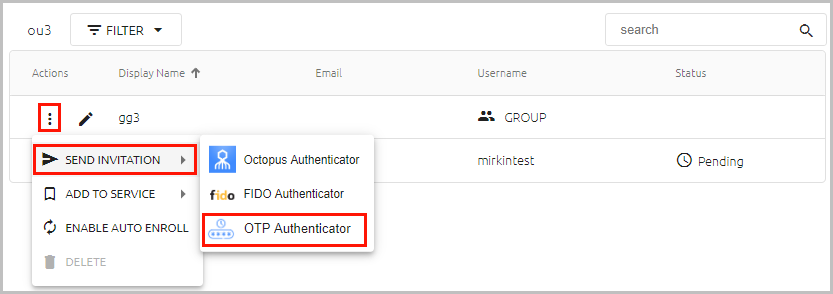 ou3 FILTER search
Actions Display Name Email Username Status
gg3 GROUP
SEND INVITATION Octopus Authenticator mirkintest Pending
ADD TO SERVICE fido FIDO Authenticator
ENABLE AUTO ENROLL OTP Authenticator
DELETE